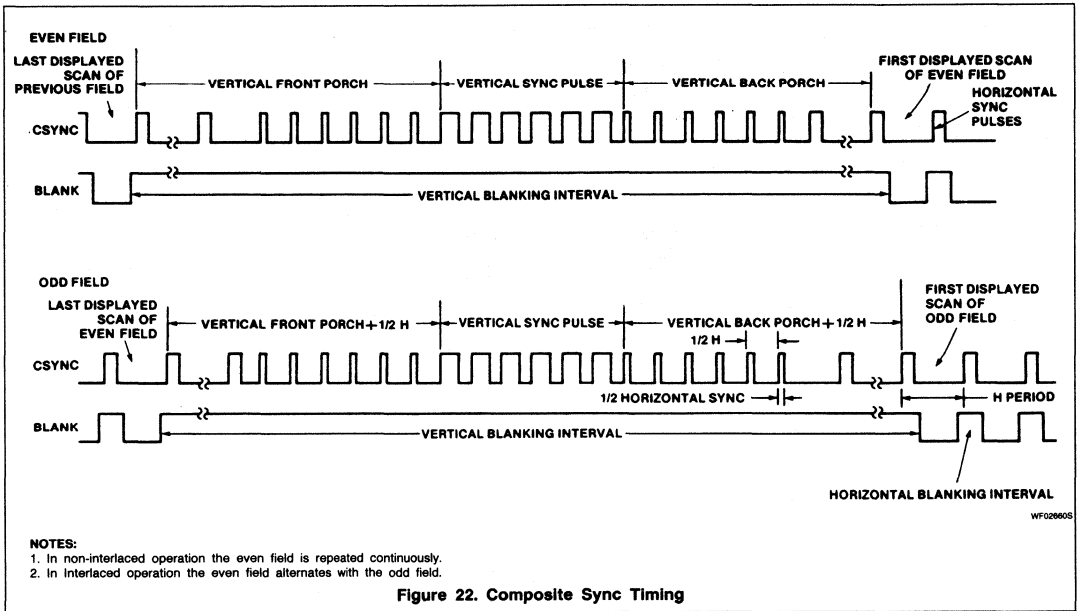 EVEN FIELD
LAST DISPLAYED
SCAN OF
PREVIOUS FIELD
VERTICAL FRONT PORCH
VERTICAL SYNC PULSE
VERTICAL BACK PORCH
FIRST DISPLAYED SCAN
OF EVEN FIELD
HORIZONTAL
SYNC
PULSES
CSYNC
BLANK
VERTICAL BLANKING INTERVAL
ODD FIELD
LAST DISPLAYED
SCAN OF
EVEN FIELD
VERTICAL FRONT PORCH+1/2 H
VERTICAL SYNC PULSE
VERTICAL BACK PORCH+1/2 H
FIRST DISPLAYED
SCAN OF
ODD FIELD
1/2 H
CSYNC
1/2 HORIZONTAL SYNC
H PERIOD
BLANK
VERTICAL BLANKING INTERVAL
HORIZONTAL BLANKING INTERVAL
WF02660S
NOTES:
1. In non-interlaced operation the even field is repeated continuously.
2. In Interlaced operation the even field alternates with the odd field.
Figure 22. Composite Sync Timing